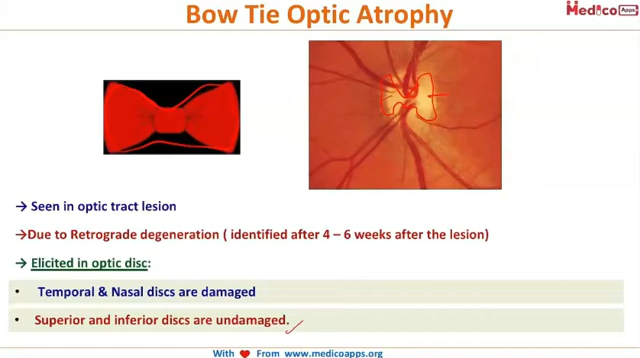 Bow Tie Optic Atrophy
Medico
Apps
→ Seen in optic tract lesion
→Due to Retrograde degeneration ( identified after 4 – 6 weeks after the lesion)
→ Elicited in optic disc:
• Temporal & Nasal discs are damaged
• Superior and inferior discs are undamaged.
With ❤ From www.medicoapps.org